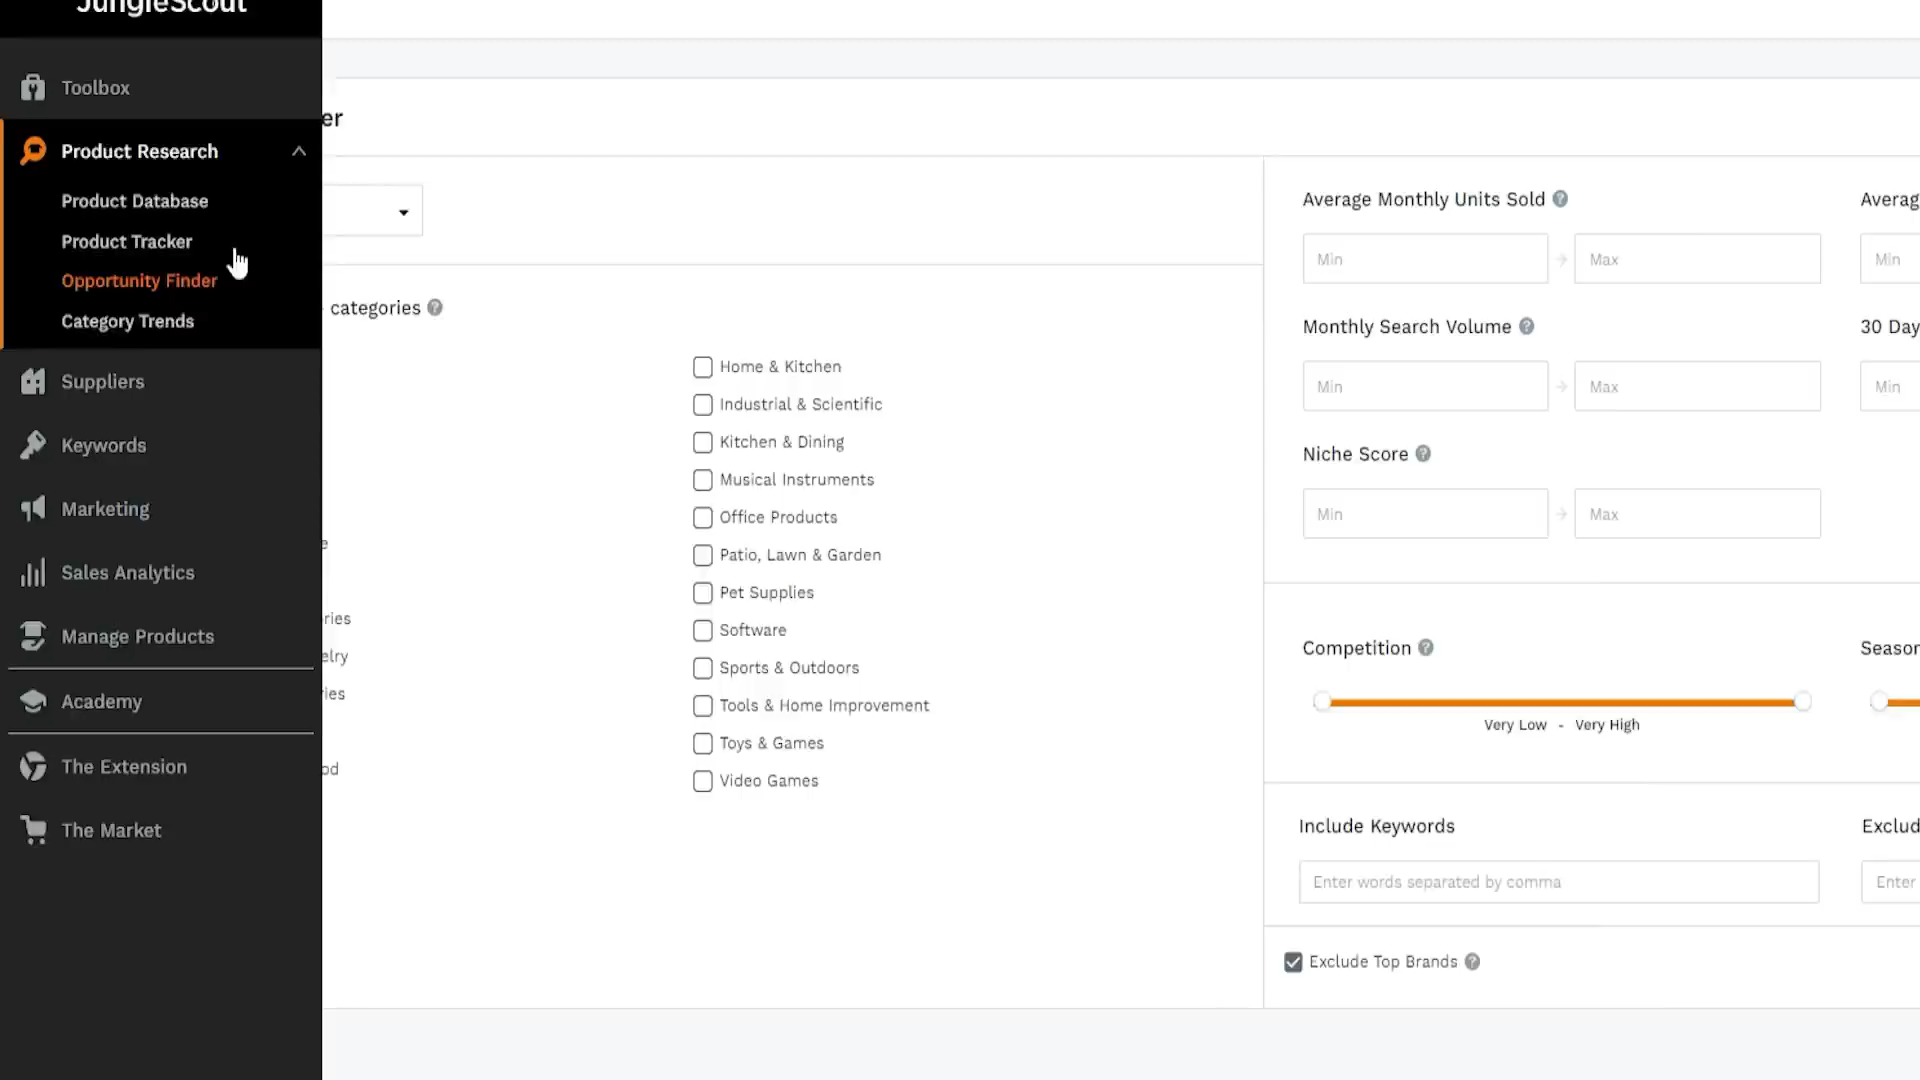 JungleScout
Toolbox
Product Research
Product Database
Product Tracker
Opportunity Finder
Category Trends
Suppliers
Keywords
Marketing
Sales Analytics
Manage Products
Academy
The Extension
The Market
er
categories
e
ries
elry
ries
od
Home & Kitchen
Industrial & Scientific
Kitchen & Dining
Musical Instruments
Office Products
Patio, Lawn & Garden
Pet Supplies
Software
Sports & Outdoors
Tools & Home Improvement
Toys & Games
Video Games
Average Monthly Units Sold
Min
Max
Averag
Min
Monthly Search Volume
Min
Max
30 Day
Min
Niche Score
Min
Max
Competition
Very Low - Very High
Season
Include Keywords
Enter words separated by comma
Exclud
Enter
Exclude Top Brands